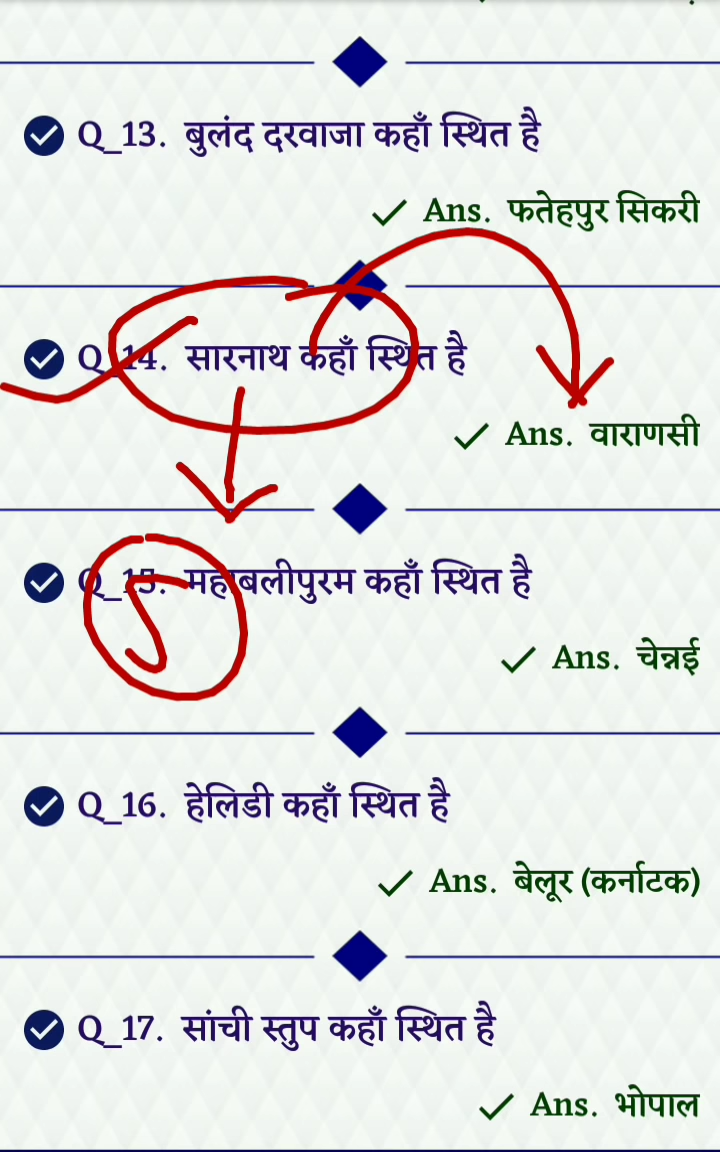 Q_13. बुलंद दरवाजा कहाँ स्थित है
Ans. फतेहपुर सिकरी
Q_14. सारनाथ कहाँ स्थित है
Ans. वाराणसी
Q_15. महाबलीपुरम कहाँ स्थित है
Ans. चेन्नई
Q_16. हेलिडी कहाँ स्थित है
Ans. बेलूर (कर्नाटक)
Q_17. सांची स्तुप कहाँ स्थित है
Ans. भोपाल